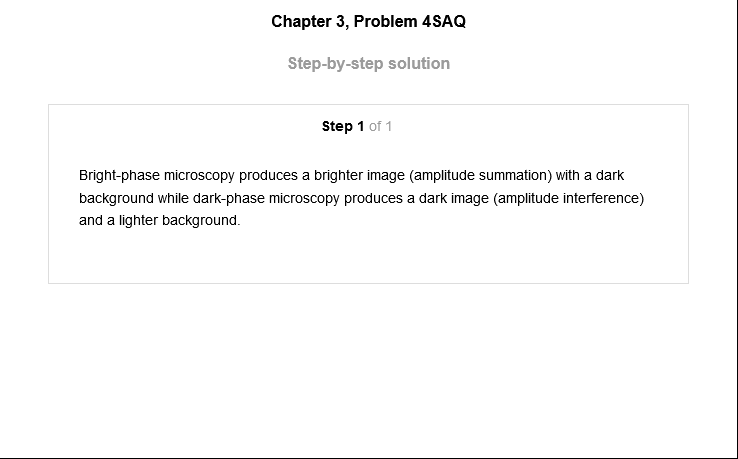 Chapter 3, Problem 4SAQ
Step-by-step solution
Step 1 of 1
Bright-phase microscopy produces a brighter image (amplitude summation) with a dark
background while dark-phase microscopy produces a dark image (amplitude interference)
and a lighter background.